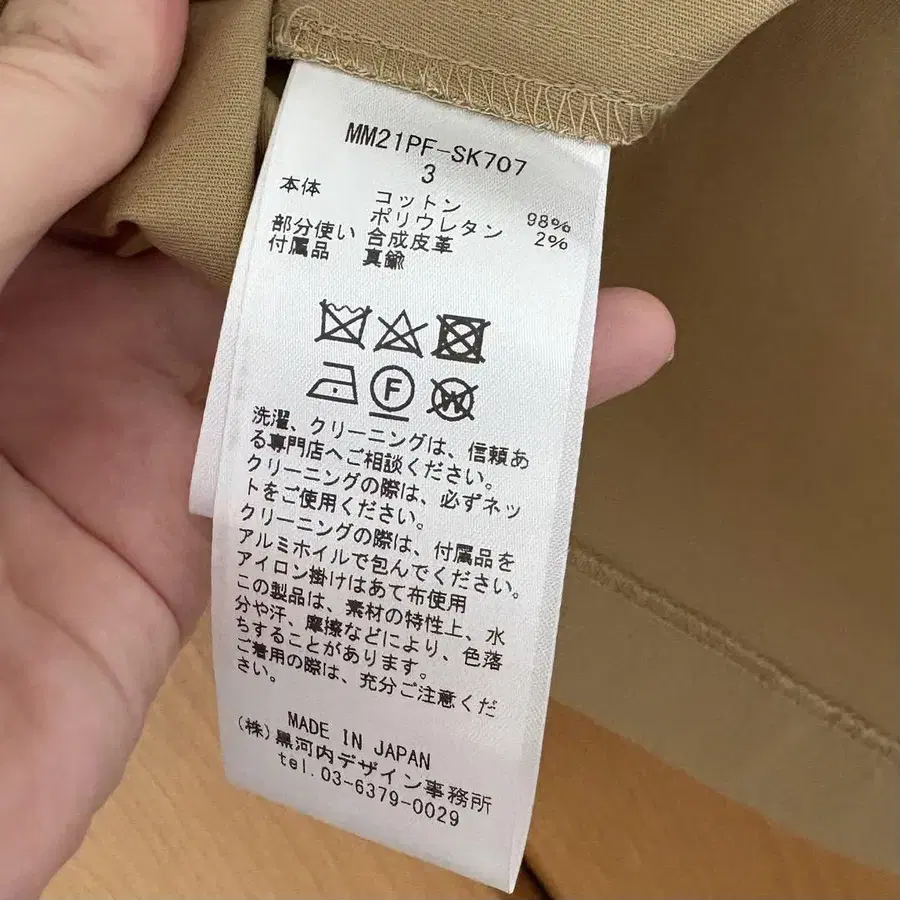 MM21PF-SK707
3
本体 コットン 98%
ポリウレタン 2%
部分使い 合成皮革
付属品 真鍮
F
W
洗濯、クリーニングは、信頼あ
る専門店へご相談ください。
クリーニングの際は、必ずネッ
トをご使用ください。
クリーニングの際は、付属品を
アルミホイルで包んでください。
アイロン掛けはあて布使用
この製品は、素材の特性上、水
分や汗、摩擦などにより、色落
ちすることがあります。
ご着用の際は、充分ご注意くだ
さい。
MADE IN JAPAN
(株)黒河内デザイン事務所
tel.03-6379-0029